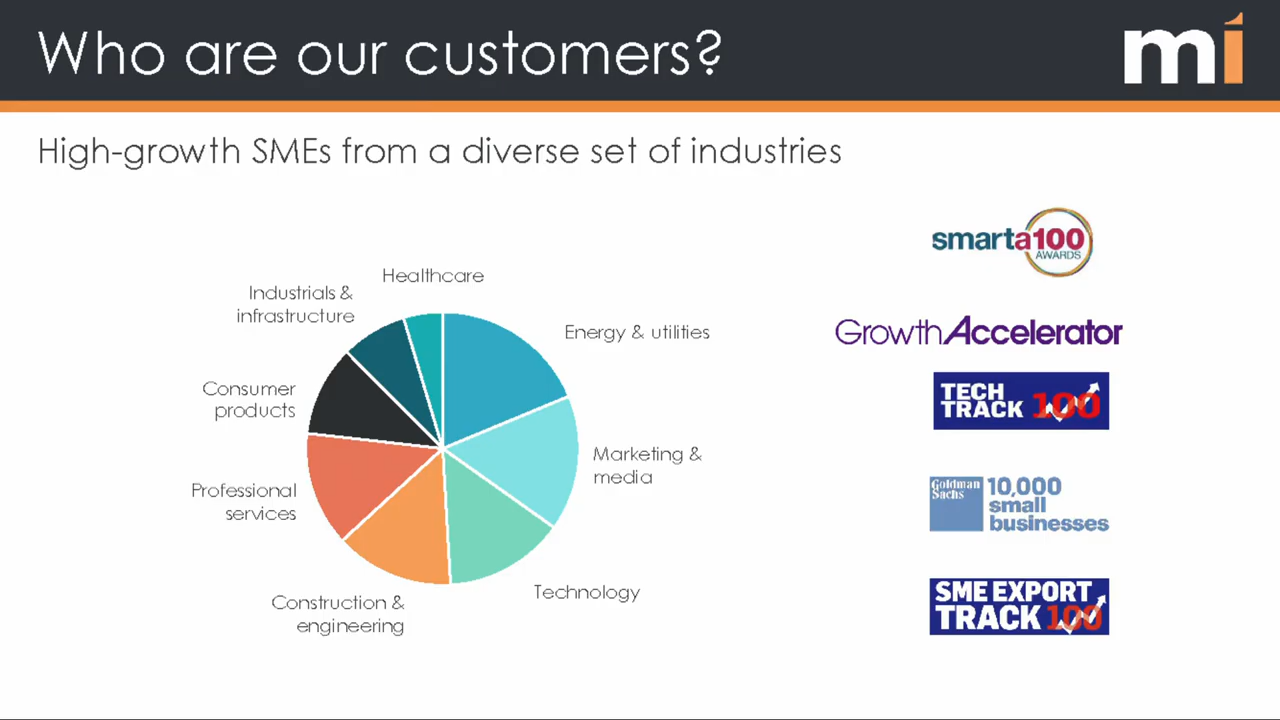 Who are our customers?
mi
High-growth SMEs from a diverse set of industries
Healthcare
Industrials &
infrastructure
Energy & utilities
Consumer
products
Marketing &
media
Professional
services
Technology
Construction &
engineering
smarta100
AWARDS
GrowthAccelerator
TECH
TRACK 100
Goldman
Sachs
10,000
small
businesses
SME EXPORT
TRACK 100